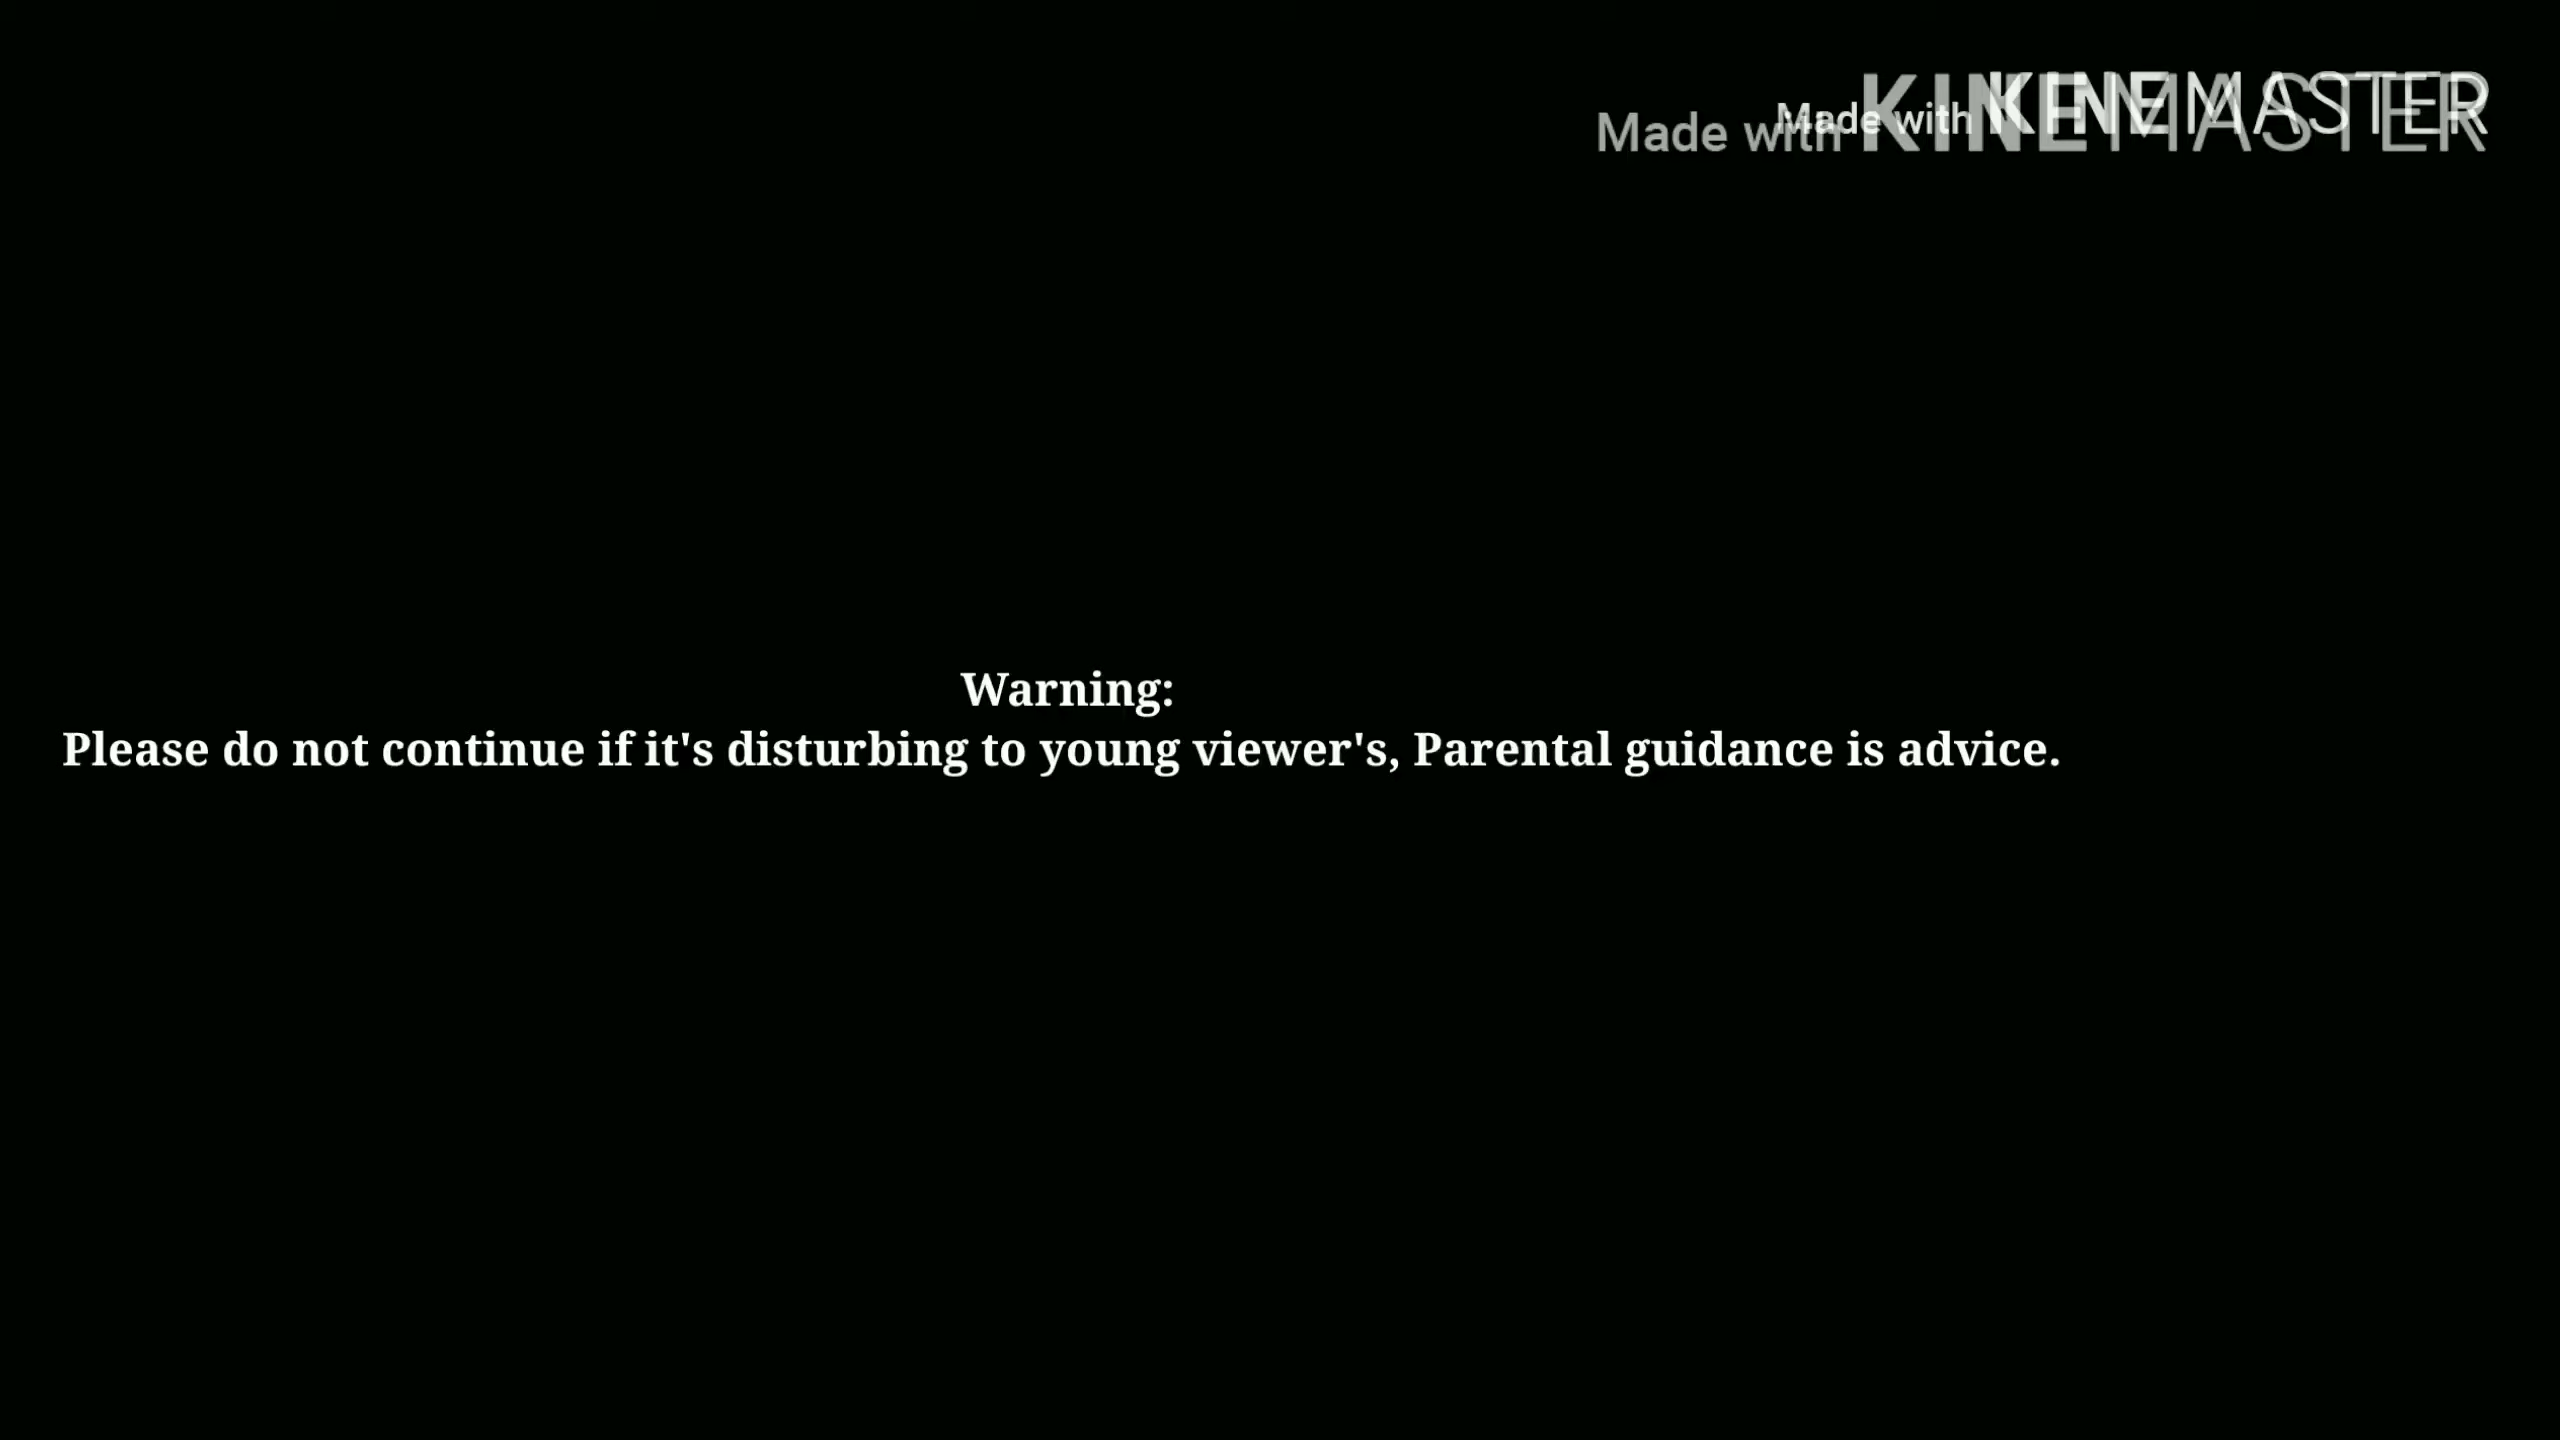 Made with KINEMASTER
Made with KINEMASTER
Warning:
Please do not continue if it's disturbing to young viewer's, Parental guidance is advice.